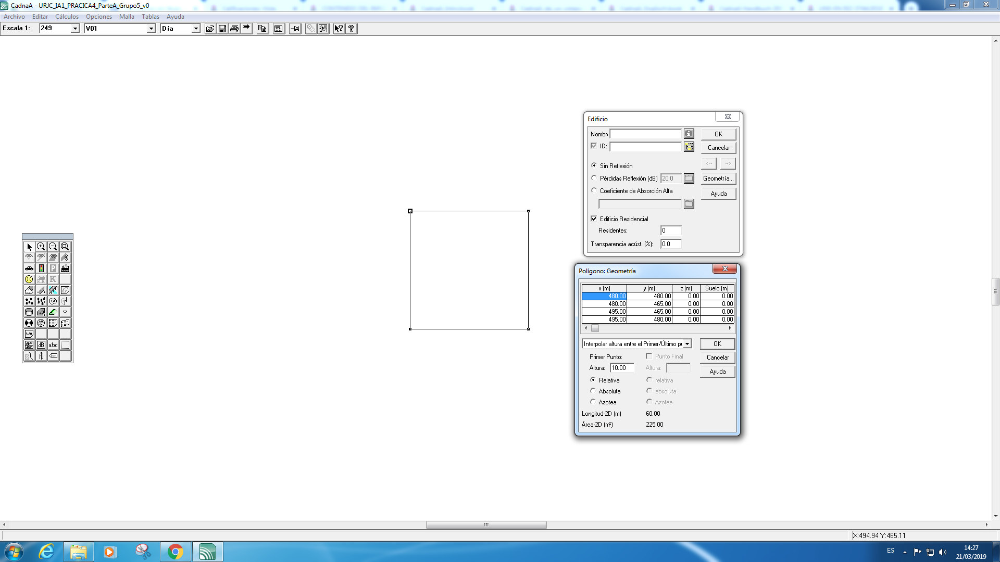 CadnaA - URJC_IA1_PRACICA4_ParteA_Grupo5_v0
Archivo Editar Cálculos Opciones Malla Tablas Ayuda
Escala 1: 249 V01 Día
Edificio
Nombr
OK
ID:
Cancelar
Sin Reflexión
<-- -->
Pérdidas Reflexión (dB) 20.0
Geometría...
Coeficiente de Absorción Alfa
Ayuda
Edificio Residencial
Residentes: 0
Transparencia acúst. (%): 0.0
Polígono: Geometría
x (m) y (m) z (m) Suelo (m)
480.00 480.00 0.00 0.00
480.00 465.00 0.00 0.00
495.00 465.00 0.00 0.00
495.00 480.00 0.00 0.00
Interpolar altura entre el Primer/Último pu
OK
Primer Punto: Punto Final
Cancelar
Altura: 10.00 Altura:
Ayuda
Relativa relativa
Absoluta absoluta
Azotea Azotea
Longitud-2D (m) 60.00
Área-2D (m²) 225.00
P
K
dB abc
X:494.94 Y:465.11
ES
14:27
21/03/2019